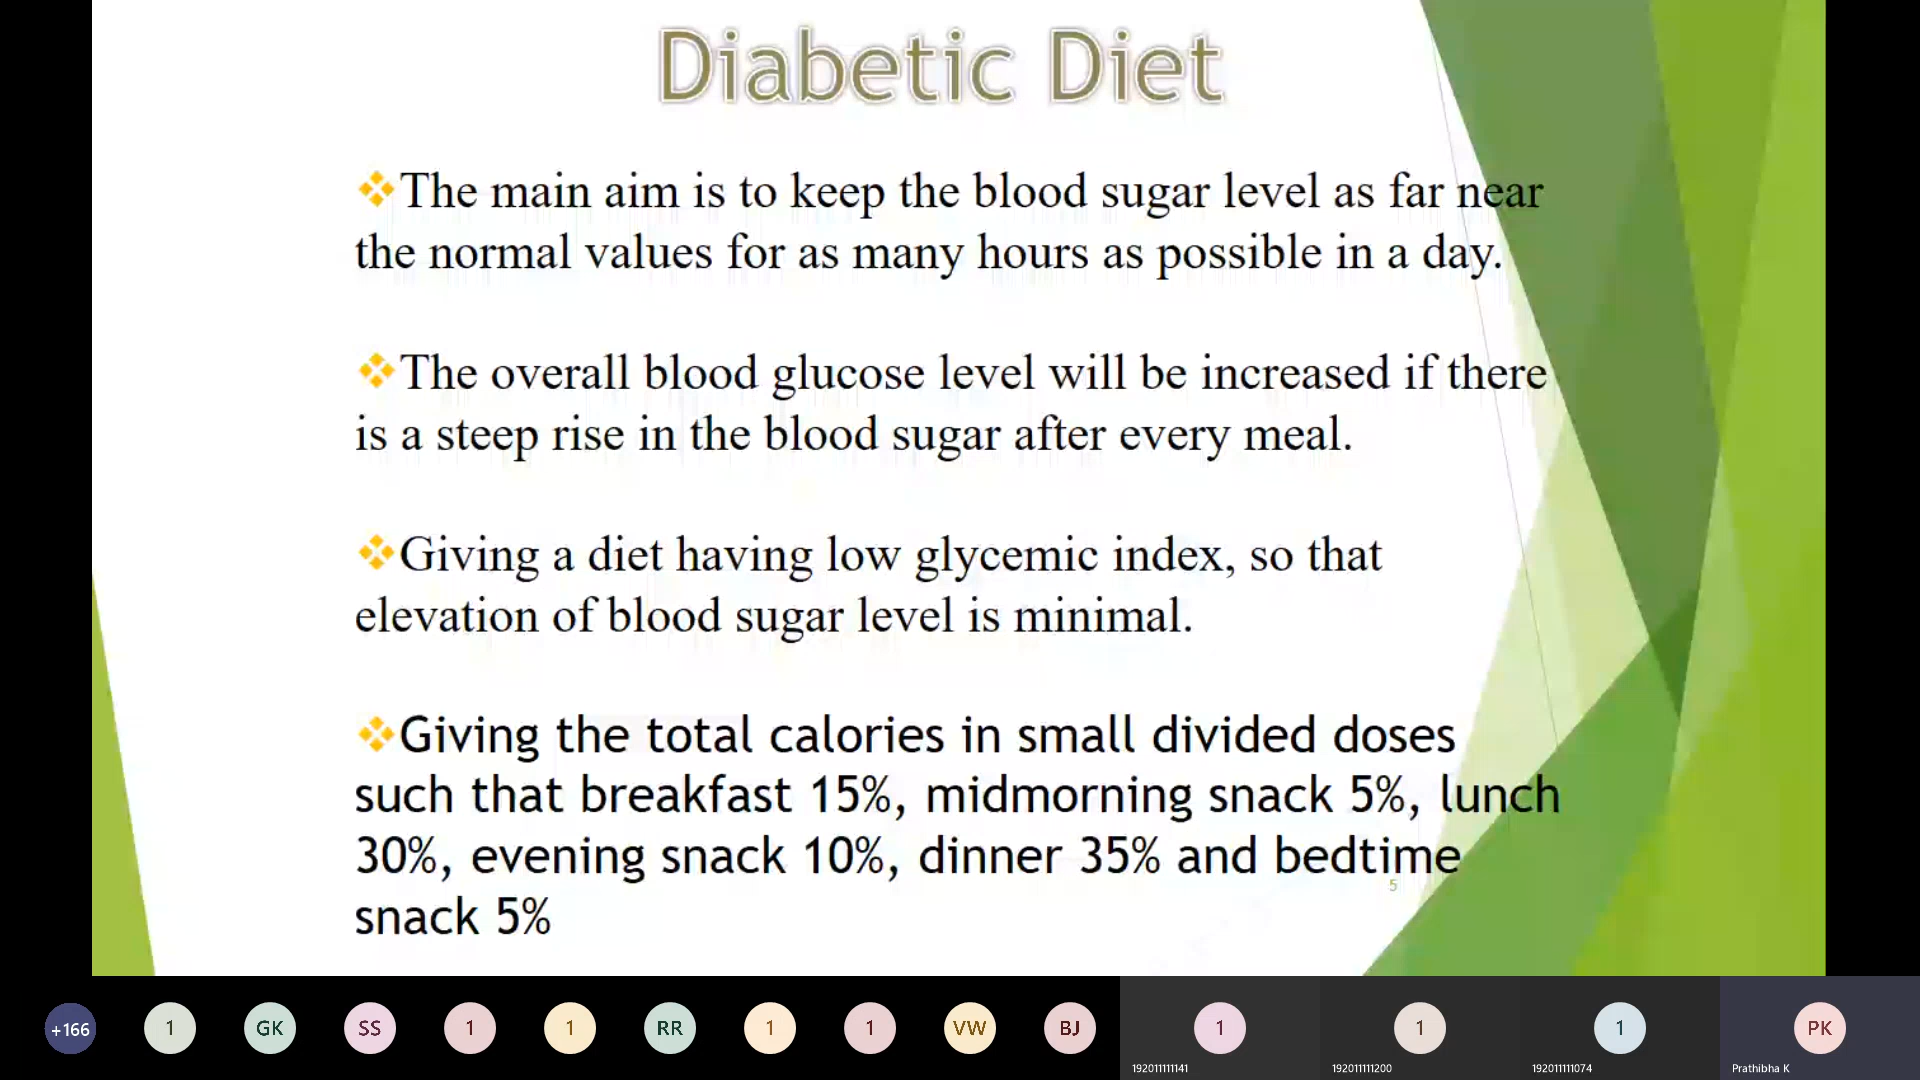 Diabetic Diet
❖The main aim is to keep the blood sugar level as far near
the normal values for as many hours as possible in a day.
❖The overall blood glucose level will be increased if there
is a steep rise in the blood sugar after every meal.
❖Giving a diet having low glycemic index, so that
elevation of blood sugar level is minimal.
❖Giving the total calories in small divided doses
such that breakfast 15%, midmorning snack 5%, lunch
30%, evening snack 10%, dinner 35% and bedtime
snack 5%
5
+166 1 GK SS 1 1 RR 1 1 VW BJ 1 1 1 PK
192011111141 192011111200 192011111074 Prathibha K